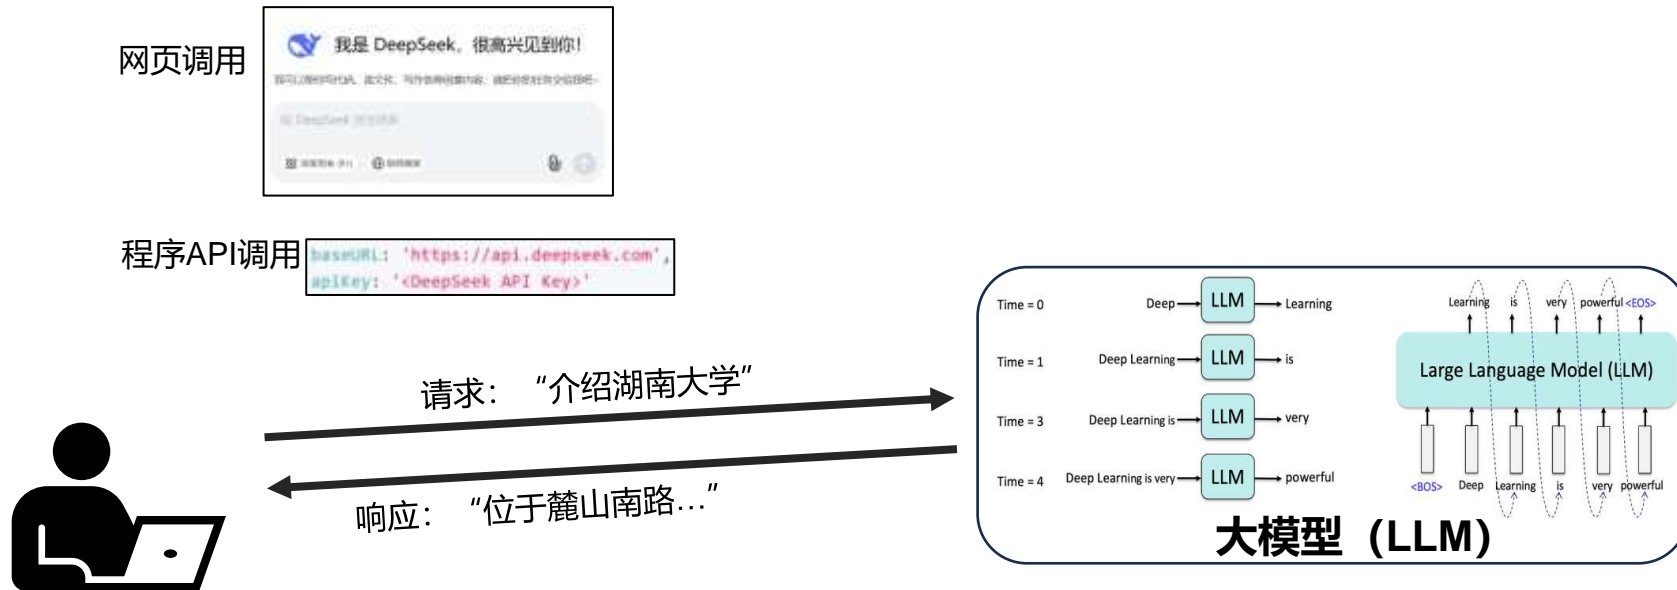 网页调用
我是 DeepSeek，很高兴见到你！
程序API调用
baseURL: 'https://api.deepseek.com',
apiKey: '<DeepSeek API Key>'
请求：“介绍湖南大学”
响应：“位于麓山南路…”
Time = 0 Deep LLM Learning
Time = 1 Deep Learning LLM is
Time = 3 Deep Learning is LLM very
Time = 4 Deep Learning is very LLM powerful
Learning is very powerful <EOS>
Large Language Model (LLM)
<BOS> Deep Learning is very powerful
大模型（LLM）